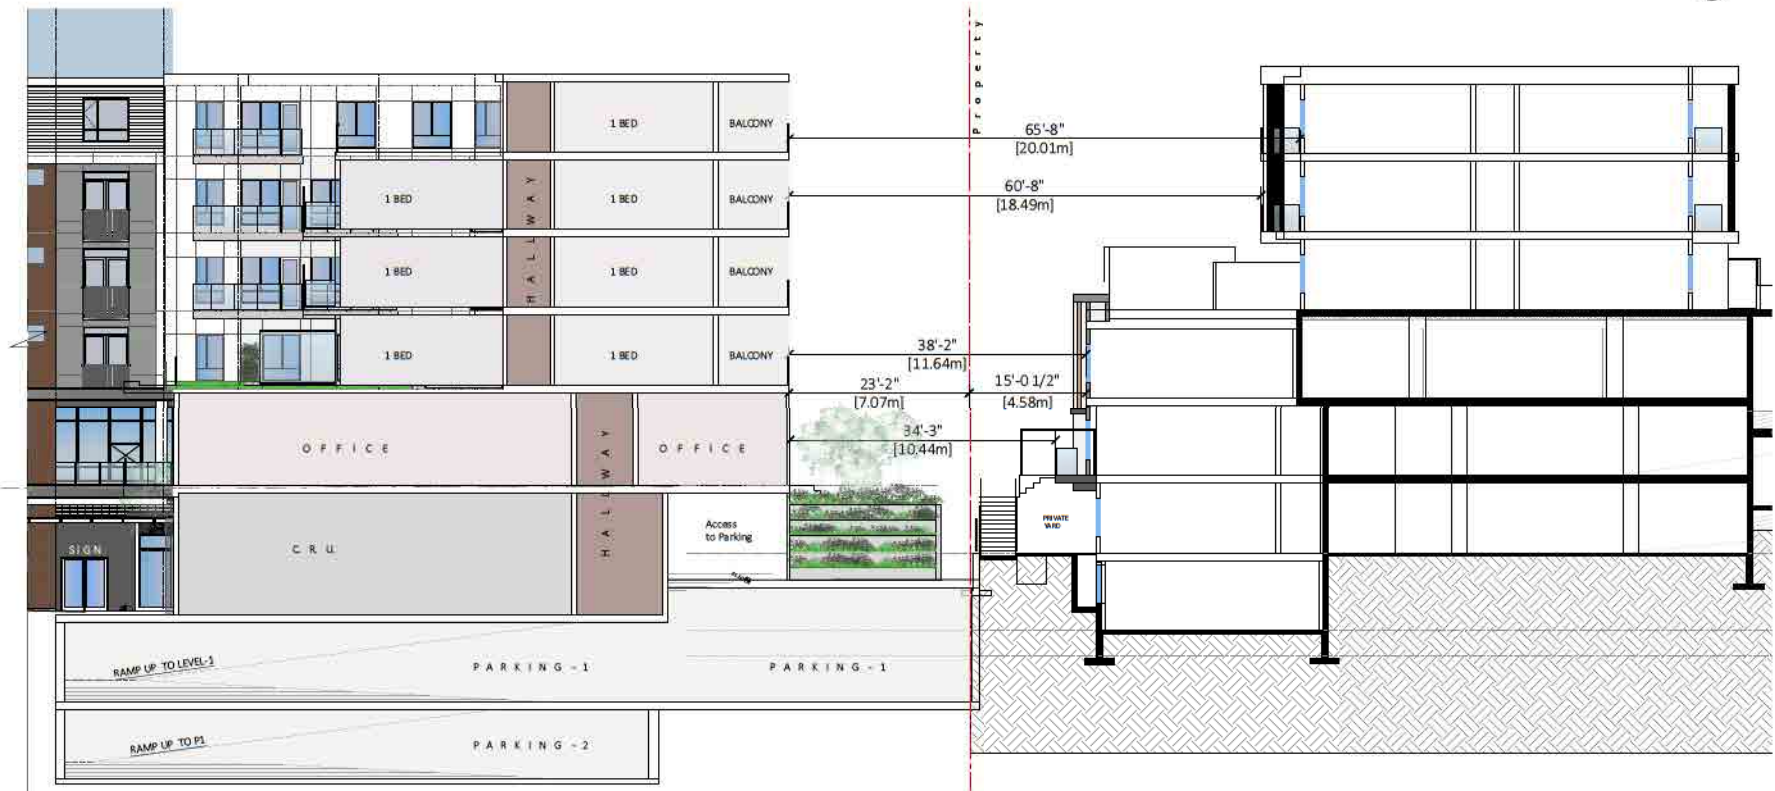 Property
1 BED
BALCONY
65'-8"
[20.01m]
1 BED
1 BED
BALCONY
60'-8"
[18.49m]
HALLWAY
1 BED
1 BED
BALCONY
1 BED
1 BED
BALCONY
38'-2"
[11.64m]
23'-2"
[7.07m]
15'-0 1/2"
[4.58m]
34'-3"
[10.44m]
OFFICE
HALLWAY
OFFICE
SIGN
C.R.U.
Access
to Parking
PRIVATE
YARD
RAMP UP TO LEVEL-1
PARKING-1
PARKING-1
RAMP UP TO P1
PARKING-2